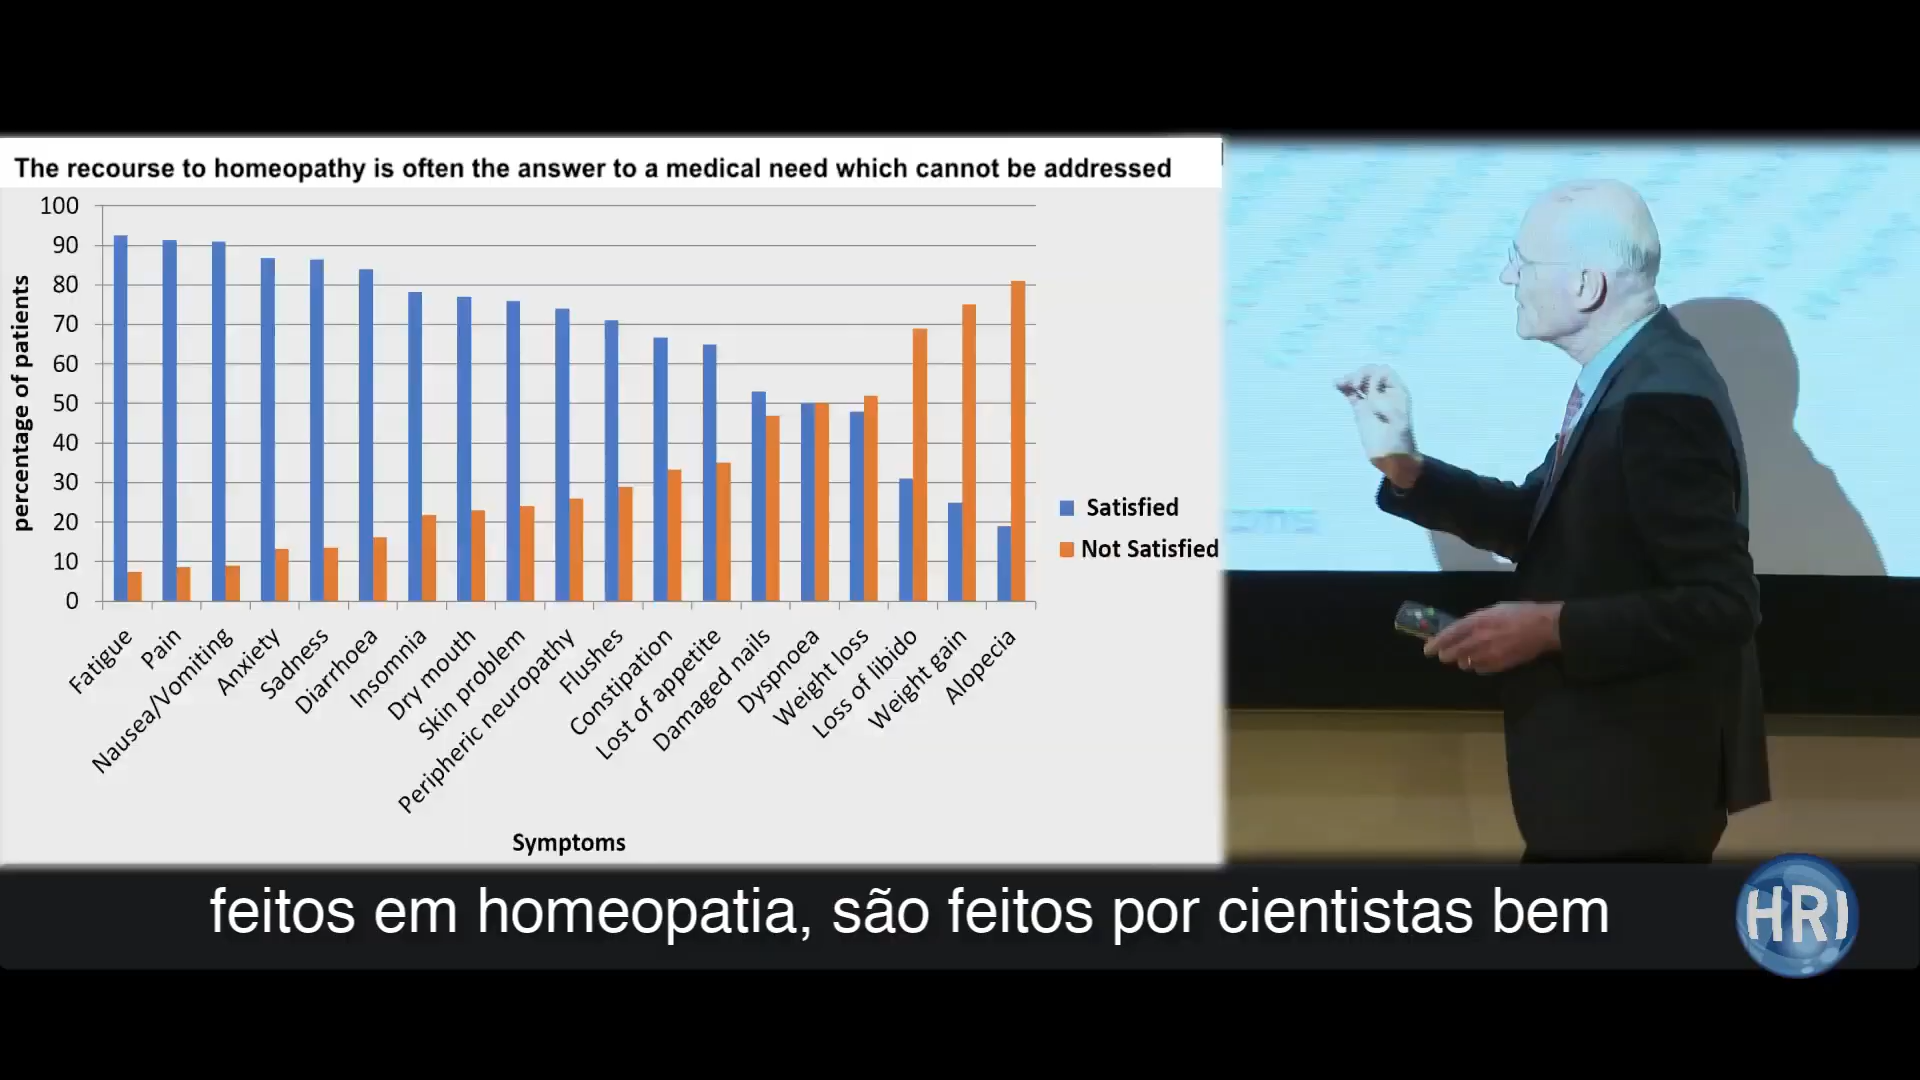 The recourse to homeopathy is often the answer to a medical need which cannot be addressed
100
90
80
70
60
50
40
30
20
10
0
percentage of patients
Fatigue
Pain
Nausea/Vomiting
Anxiety
Sadness
Diarrhoea
Insomnia
Dry mouth
Skin problem
Peripheric neuropathy
Flushes
Constipation
Lost of appetite
Damaged nails
Dyspnoea
Weight loss
Loss of libido
Weight gain
Alopecia
Symptoms
Satisfied
Not Satisfied
feitos em homeopatia, são feitos por cientistas bem
HRI